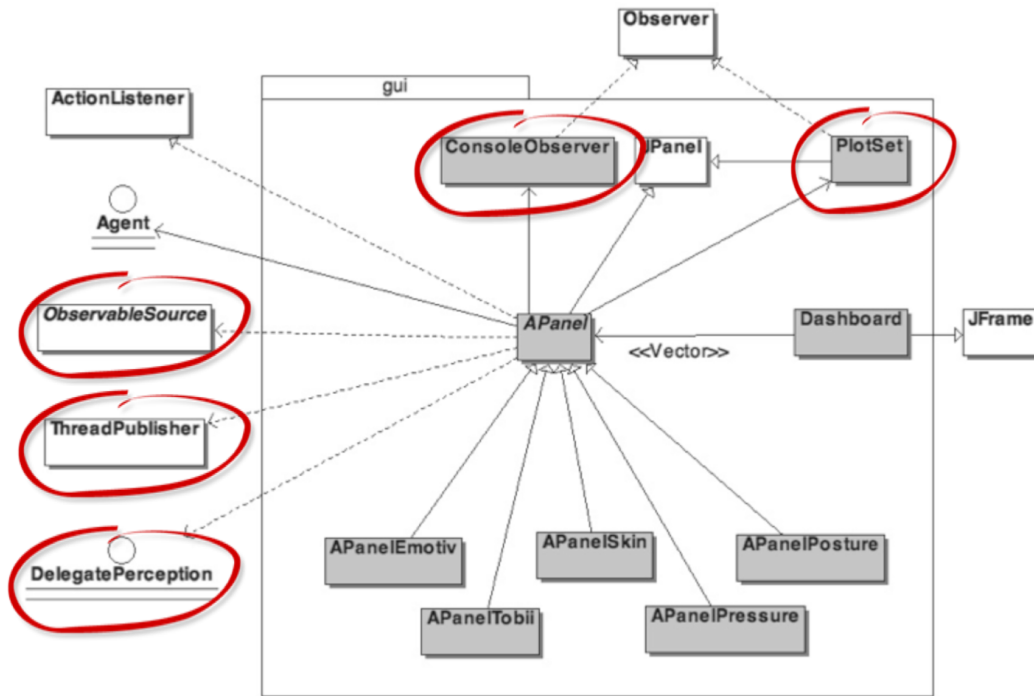 Observer
gui
ActionListener
ConsoleObserver
JPanel
PlotSet
Agent
ObservableSource
APanel
Dashboard
JFrame
<<Vector>>
ThreadPublisher
APanelEmotiv
APanelSkin
APanelPosture
DelegatePerception
APanelTobii
APanelPressure